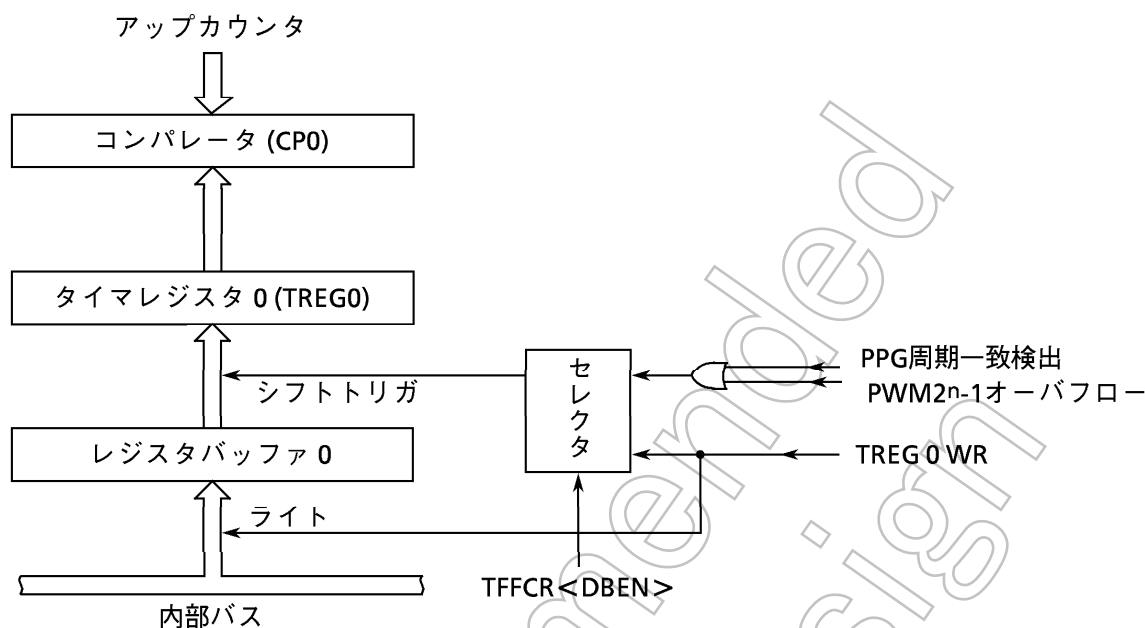 アップカウンタ
コンパレータ (CP0)
タイマレジスタ 0 (TREG0)
セレクタ
PPG周期一致検出
PWM2n-1オーバフロー
シフトトリガ
レジスタバッファ 0
TREG 0 WR
ライト
TFFCR<DBEN>
内部バス
mended
sign